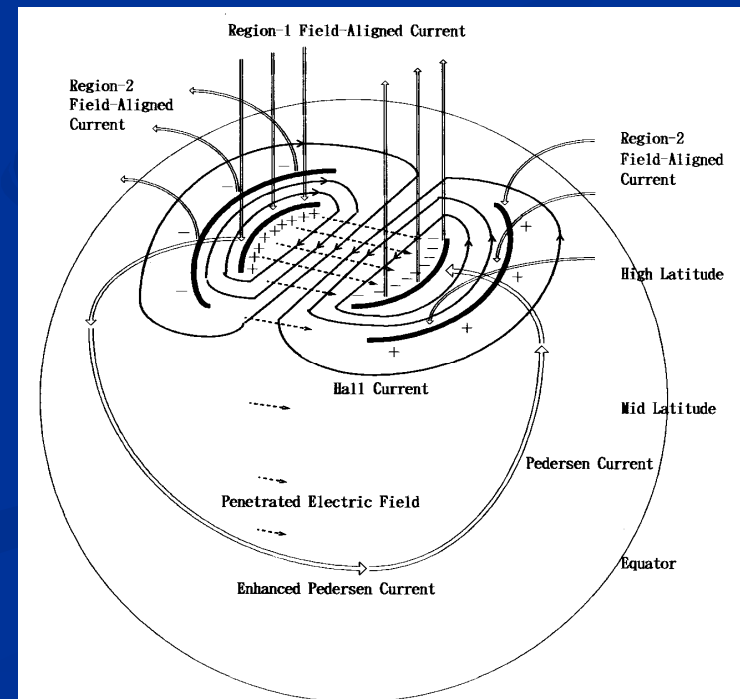 Region-1 Field-Aligned Current
Region-2
Field-Aligned
Current
Region-2
Field-Aligned
Current
High Latitude
Hall Current
Mid Latitude
Pedersen Current
Penetrated Electric Field
Equator
Enhanced Pedersen Current